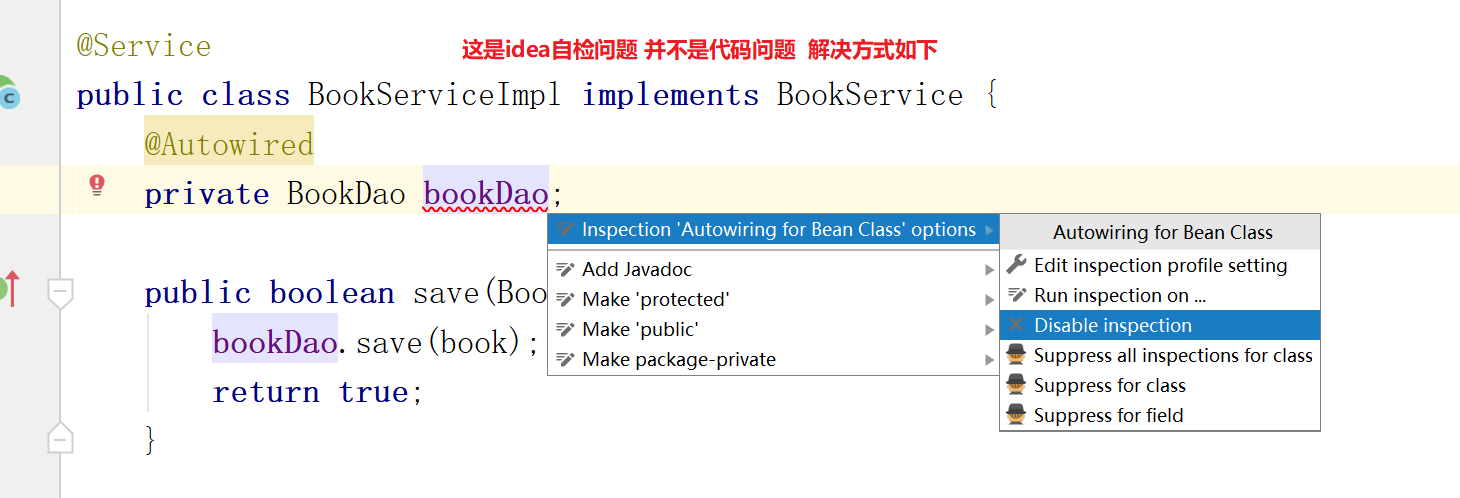 @Service
这是idea自检问题 并不是代码问题 解决方式如下
public class BookServiceImpl implements BookService {
C
@Autowired
private BookDao bookDao;
Inspection 'Autowiring for Bean Class' options
Autowiring for Bean Class
Add Javadoc
Edit inspection profile setting
public boolean save(Boo
Make 'protected'
Run inspection on ...
Make 'public'
Disable inspection
bookDao.save(book);
Make package-private
Suppress all inspections for class
return true;
Suppress for class
Suppress for field
}